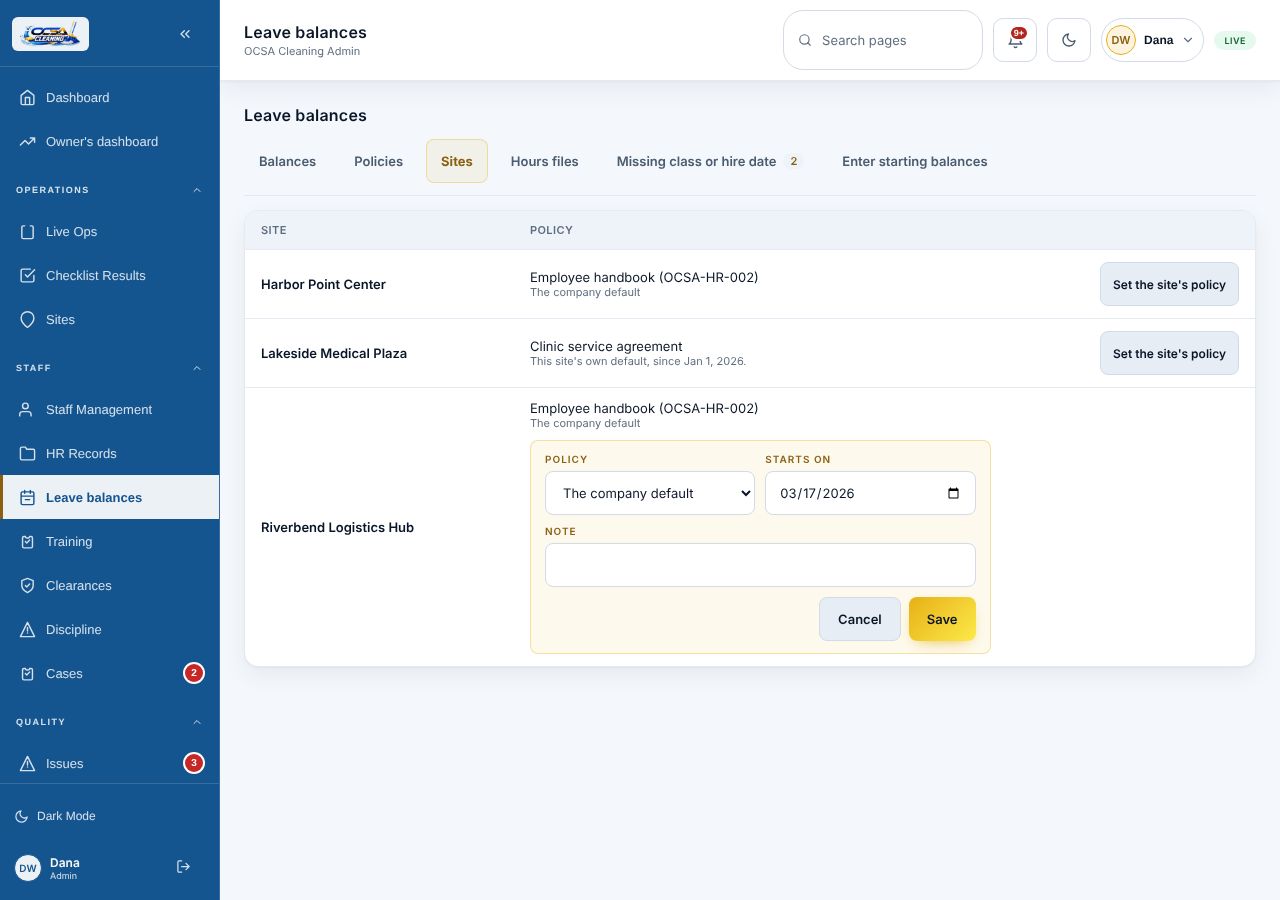 OCSA
CLEANING
Leave balances
OCSA Cleaning Admin
Search pages
9+
DW
Dana
LIVE
Dashboard
Owner's dashboard
OPERATIONS
Live Ops
Checklist Results
Sites
STAFF
Staff Management
HR Records
Leave balances
Training
Clearances
Discipline
Cases
2
QUALITY
Issues
3
Dark Mode
DW
Dana
Admin
Leave balances
Balances
Policies
Sites
Hours files
Missing class or hire date 2
Enter starting balances
SITE
POLICY
Harbor Point Center
Employee handbook (OCSA-HR-002)
The company default
Set the site's policy
Lakeside Medical Plaza
Clinic service agreement
This site's own default, since Jan 1, 2026.
Set the site's policy
Riverbend Logistics Hub
Employee handbook (OCSA-HR-002)
The company default
POLICY
STARTS ON
The company default
03/17/2026
NOTE
Cancel
Save